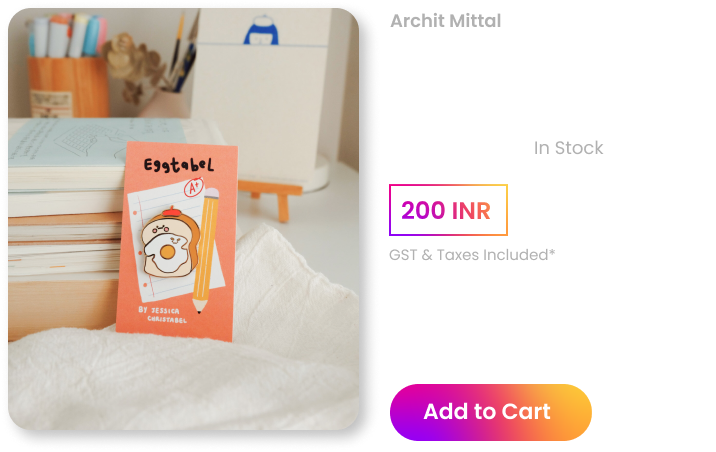 Archit Mittal
In Stock
200 INR
GST & Taxes Included*
Add to Cart
Eggtabel
A+
BY JESSICA
CHRISTABEL